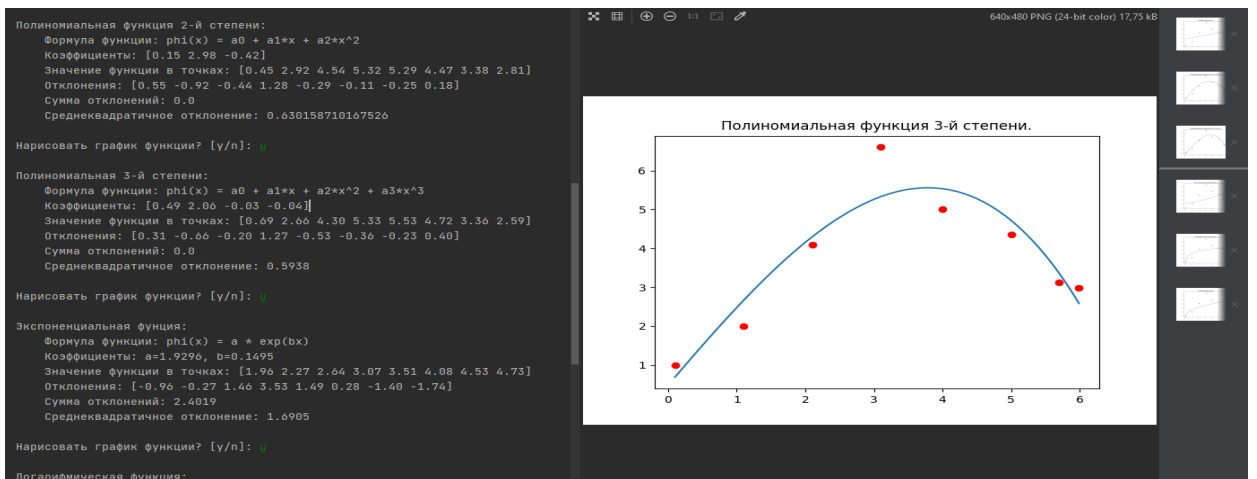 Полиномиальная функция 2-й степени:
Формула функции: phi(x) = a0 + a1*x + a2*x^2
Коэффициенты: [0.15 2.98 -0.42]
Значение функции в точках: [0.45 2.92 4.54 5.32 5.29 4.47 3.38 2.81]
Отклонения: [0.55 -0.92 -0.44 1.28 -0.29 -0.11 -0.25 0.18]
Сумма отклонений: 0.0
Среднеквадратичное отклонение: 0.630158710167526
Нарисовать график функции? [y/n]: y
Полиномиальная 3-й степени:
Формула функции: phi(x) = a0 + a1*x + a2*x^2 + a3*x^3
Коэффициенты: [0.49 2.06 -0.03 -0.04]
Значение функции в точках: [0.69 2.66 4.30 5.33 5.53 4.72 3.36 2.59]
Отклонения: [0.31 -0.66 -0.20 1.27 -0.53 -0.36 -0.23 0.40]
Сумма отклонений: 0.0
Среднеквадратичное отклонение: 0.5938
Нарисовать график функции? [y/n]: y
Экспоненциальная фунция:
Формула функции: phi(x) = a * exp(bx)
Коэффициенты: a=1.9296, b=0.1495
Значение функции в точках: [1.96 2.27 2.64 3.07 3.51 4.08 4.53 4.73]
Отклонения: [-0.96 -0.27 1.46 3.53 1.49 0.28 -1.40 -1.74]
Сумма отклонений: 2.4019
Среднеквадратичное отклонение: 1.6905
Нарисовать график функции? [y/n]: y
Логарифмическая функция:
1:1
640x480 PNG (24-bit color) 17,75 kB
Полиномиальная функция 3-й степени.
6
5
4
3
2
1
0 1 2 3 4 5 6